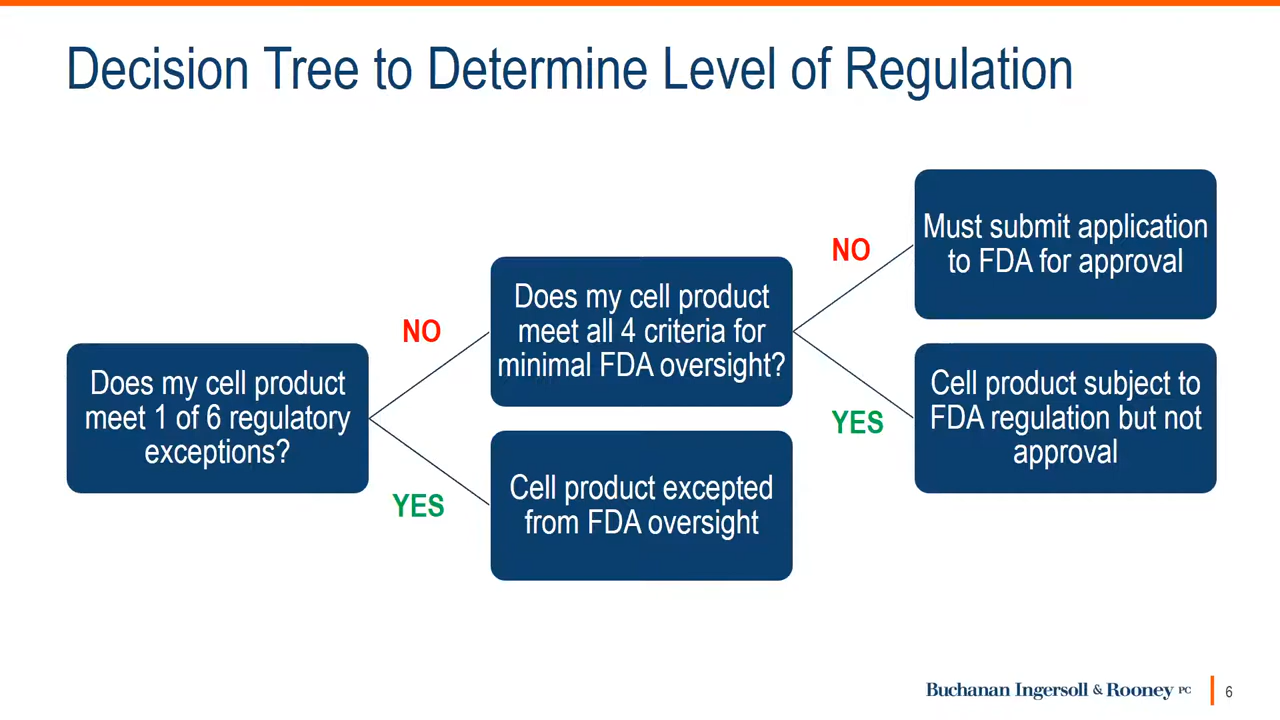 Decision Tree to Determine Level of Regulation
Does my cell product
meet 1 of 6 regulatory
exceptions?
NO
YES
Does my cell product
meet all 4 criteria for
minimal FDA oversight?
Cell product excepted
from FDA oversight
NO
YES
Must submit application
to FDA for approval
Cell product subject to
FDA regulation but not
approval
Buchanan Ingersoll & Rooney PC
6